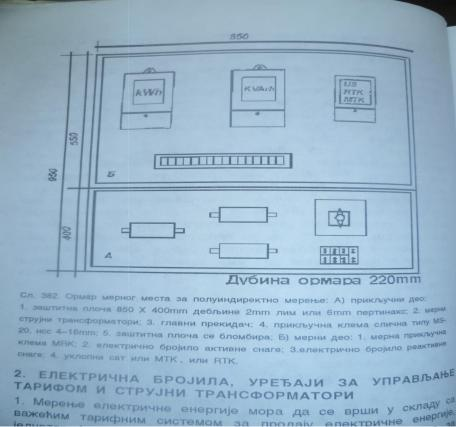 850
kWh
KVArh
US
RTK
MTK
550
950
Б
400
А
Дубина ормара 220mm
Сл. 382. Ормар мерног места за полуиндиректно мерење: А) прикључни део:
1. заштитна плоча 850 X 400mm дебљине 2mm лим или 6mm пертинакс; 2. мерни
струјни трансформатори; 3. главни прекидач; 4. прикључна клема слична типу MS-
20, нсс 4-16mm; 5. заштитна плоча се бломбира; Б) мерни део: 1. мерна прикључна
клема MRK; 2. електрично бројило активне снаге; 3.електрично бројило реактивне
снаге; 4. уклопни сат или MTK, или RTK.
2. ЕЛЕКТРИЧНА БРОЈИЛА, УРЕЂАЈИ ЗА УПРАВЉАЊЕ
ТАРИФОМ И СТРУЈНИ ТРАНСФОРМАТОРИ
1. Мерење електричне енергије мора да се врши у складу са
важећим тарифним системом за продају електричне енергије,